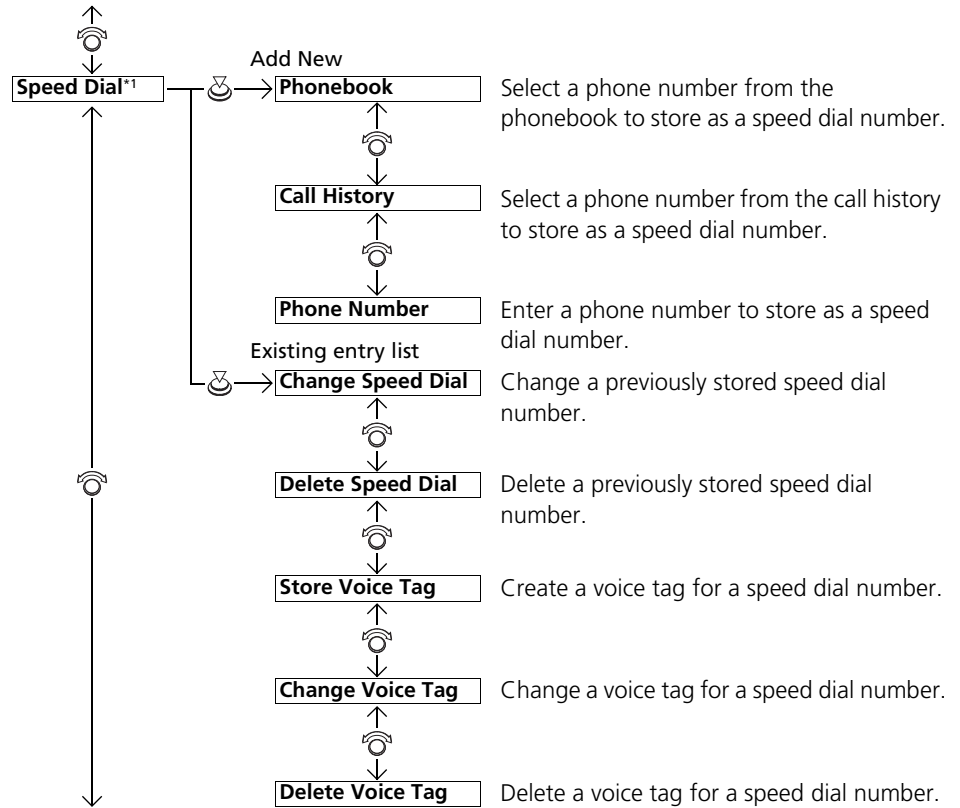 Add New
Speed Dial*1
Phonebook
Select a phone number from the
phonebook to store as a speed dial number.
Call History
Select a phone number from the call history
to store as a speed dial number.
Phone Number
Enter a phone number to store as a speed
dial number.
Existing entry list
Change Speed Dial
Change a previously stored speed dial
number.
Delete Speed Dial
Delete a previously stored speed dial
number.
Store Voice Tag
Create a voice tag for a speed dial number.
Change Voice Tag
Change a voice tag for a speed dial number.
Delete Voice Tag
Delete a voice tag for a speed dial number.